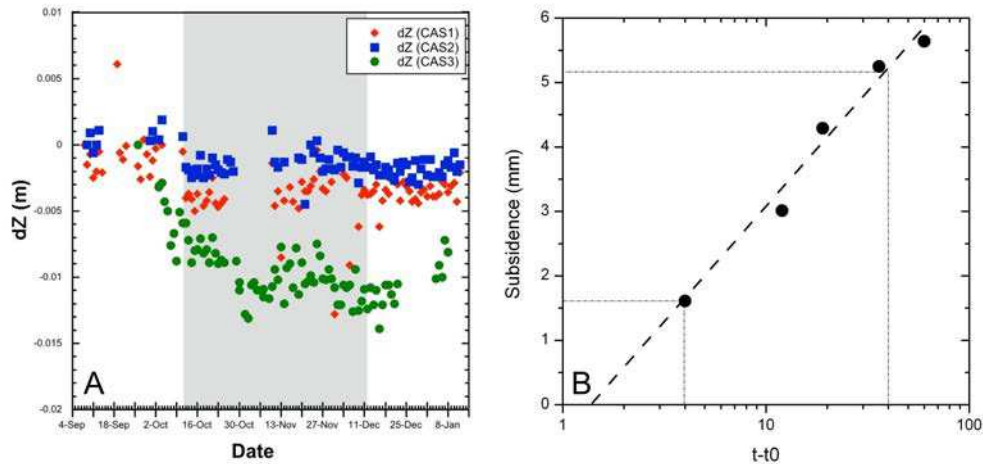 0.01
0.005
0
-0.005
-0.01
-0.015
-0.02
dZ (m)
dZ (CAS1)
dZ (CAS2)
dZ (CAS3)
A
4-Sep 18-Sep 2-Oct 16-Oct 30-Oct 13-Nov 27-Nov 11-Dec 25-Dec 8-Jan
Date
6
5
4
3
2
1
0
Subsidence (mm)
B
1 10 100
t-t0